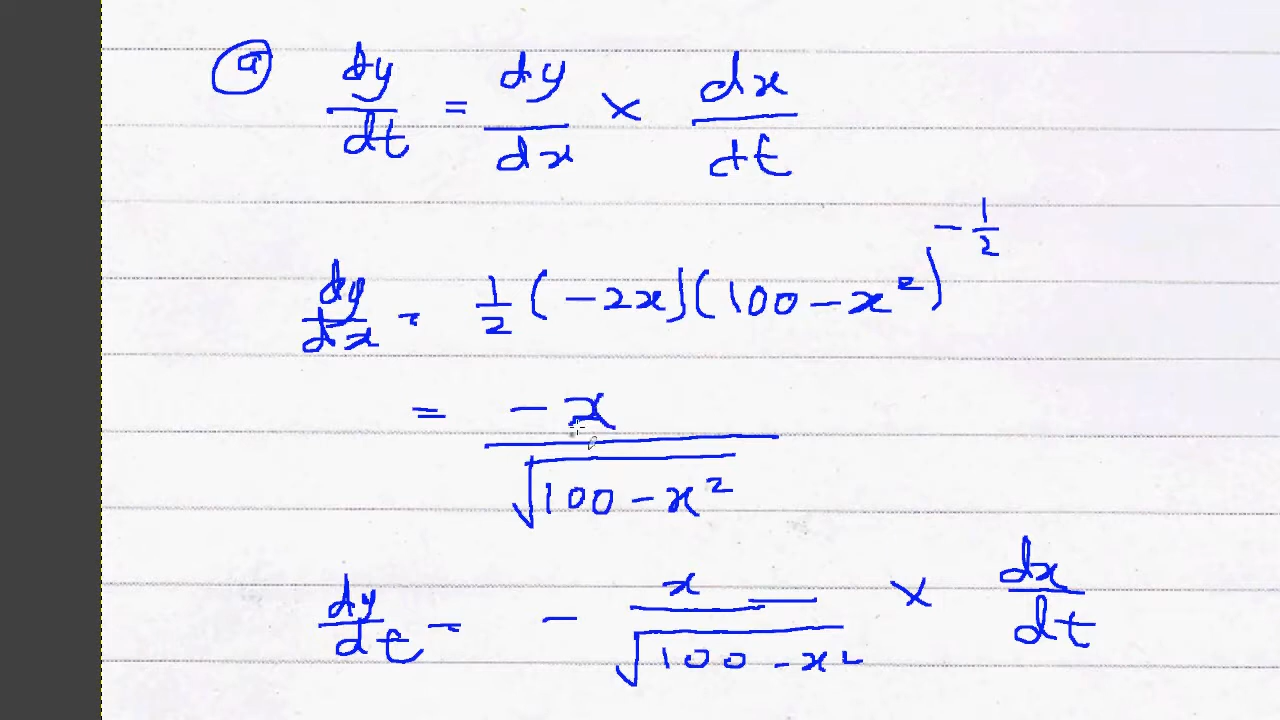 (a) dy/dt = dy/dx × dx/dt
dy/dx = 1/2 (-2x)(100 - x²)^(-1/2)
= -x/√(100 - x²)
dy/dt = - x/√(100 - x²) × dx/dt